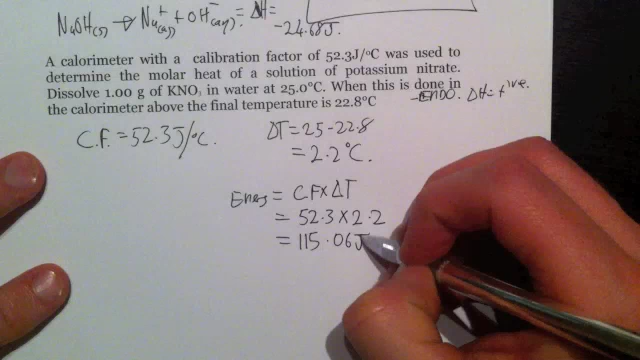 NaOH(s) → Na⁺(aq) + OH⁻(aq) : ΔH =
-24.68J.
A calorimeter with a calibration factor of 52.3J/°C was used to
determine the molar heat of a solution of potassium nitrate.
Dissolve 1.00 g of KNO₃ in water at 25.0°C. When this is done in
the calorimeter above the final temperature is 22.8°C
-ENDO. ΔH = +'ve.
C.F. = 52.3 J/°C. ΔT = 25-22.8
= 2.2°C.
Energy = CF x ΔT
= 52.3 x 2.2
= 115.06J